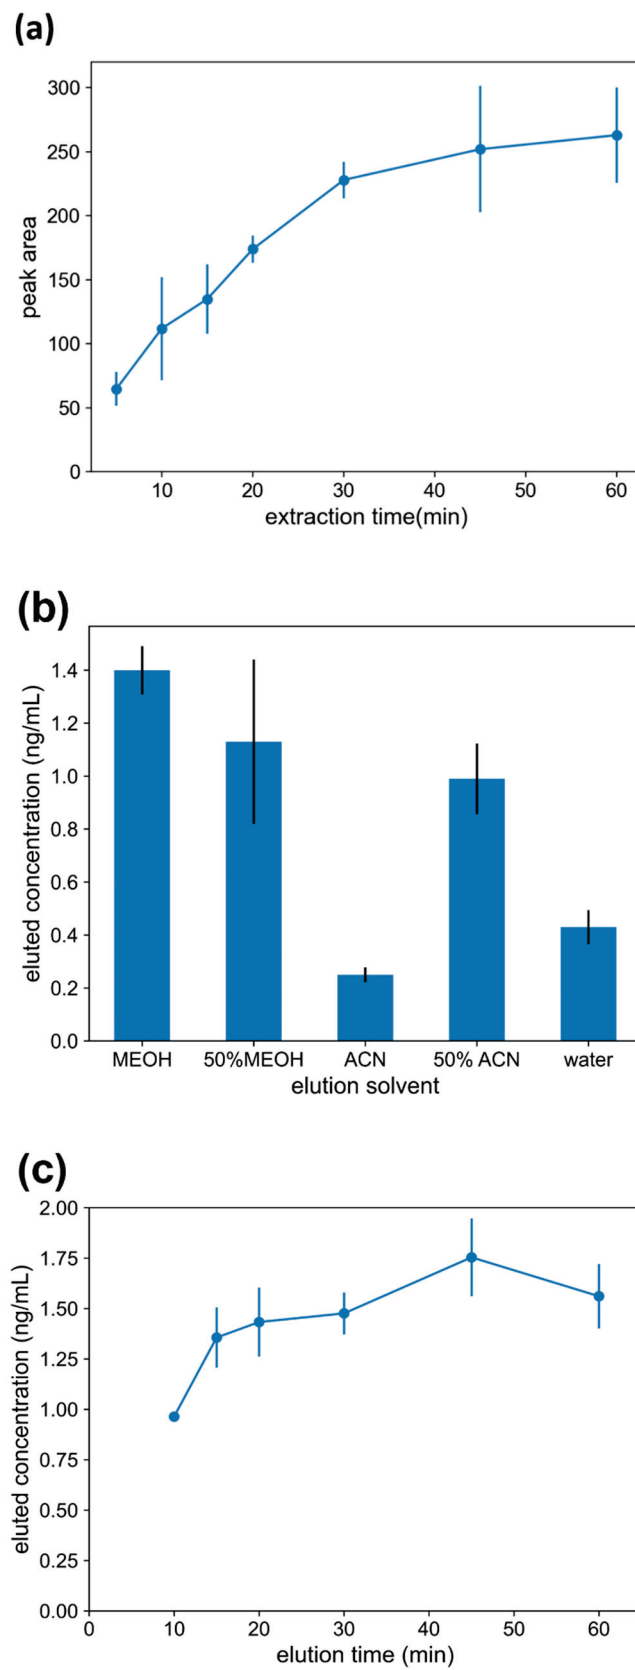 (a)
300
250
200
150
100
50
0
peak area
10 20 30 40 50 60
extraction time(min)
(b)
1.4
1.2
1.0
0.8
0.6
0.4
0.2
0.0
eluted concentration (ng/mL)
MEOH 50%MEOH ACN 50% ACN water
elution solvent
(c)
2.00
1.75
1.50
1.25
1.00
0.75
0.50
0.25
0.00
eluted concentration (ng/mL)
0 10 20 30 40 50 60
elution time (min)